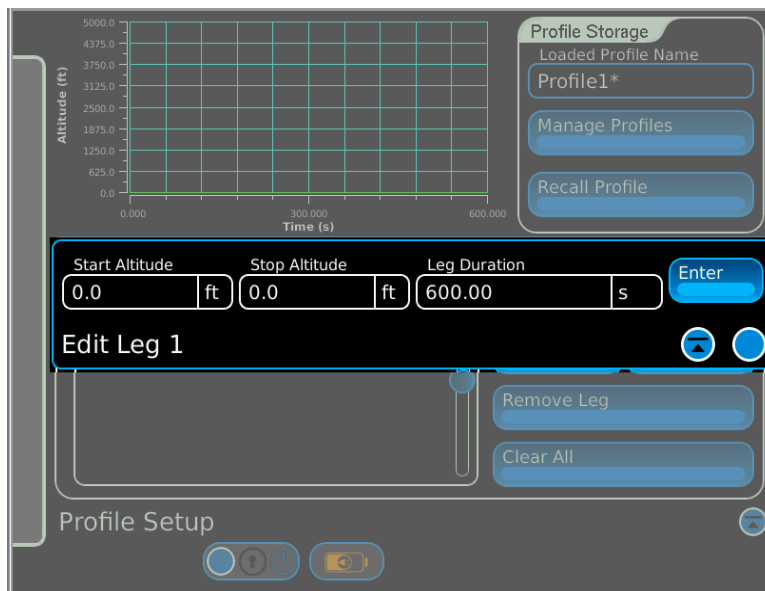 5000.0
4375.0
3750.0
3125.0
2500.0
1875.0
1250.0
625.0
0.0
Altitude (ft)
0.000 300.000 600.000
Time (s)
Profile Storage
Loaded Profile Name
Profile1*
Manage Profiles
Recall Profile
Start Altitude Stop Altitude Leg Duration
0.0 ft 0.0 ft 600.00 s
Enter
Edit Leg 1
Remove Leg
Clear All
Profile Setup